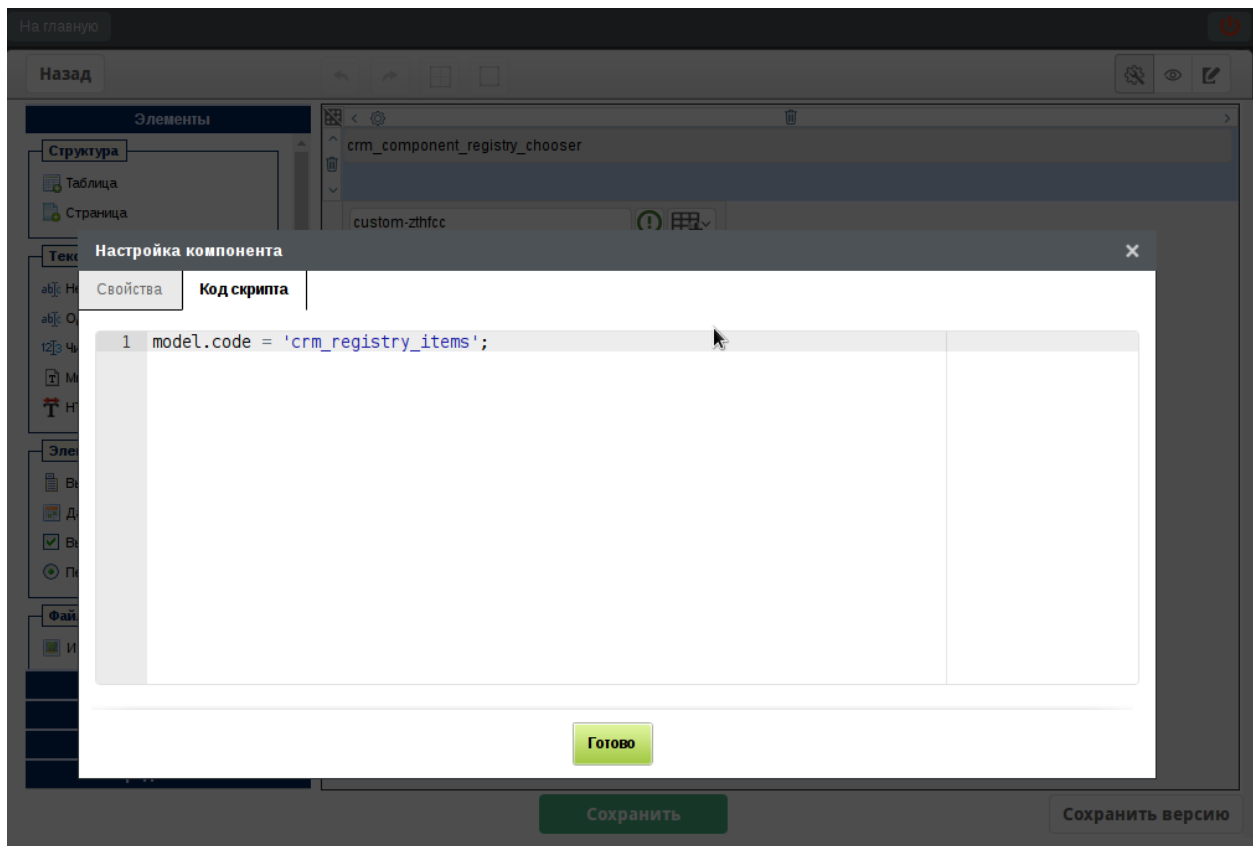 На главную
Назад
Элементы
Структура
Таблица
Страница
crm_component_registry_chooser
custom-zthfcc
Настройка компонента
Свойства
Код скрипта
1 model.code = 'crm_registry_items';
Готово
Сохранить
Сохранить версию